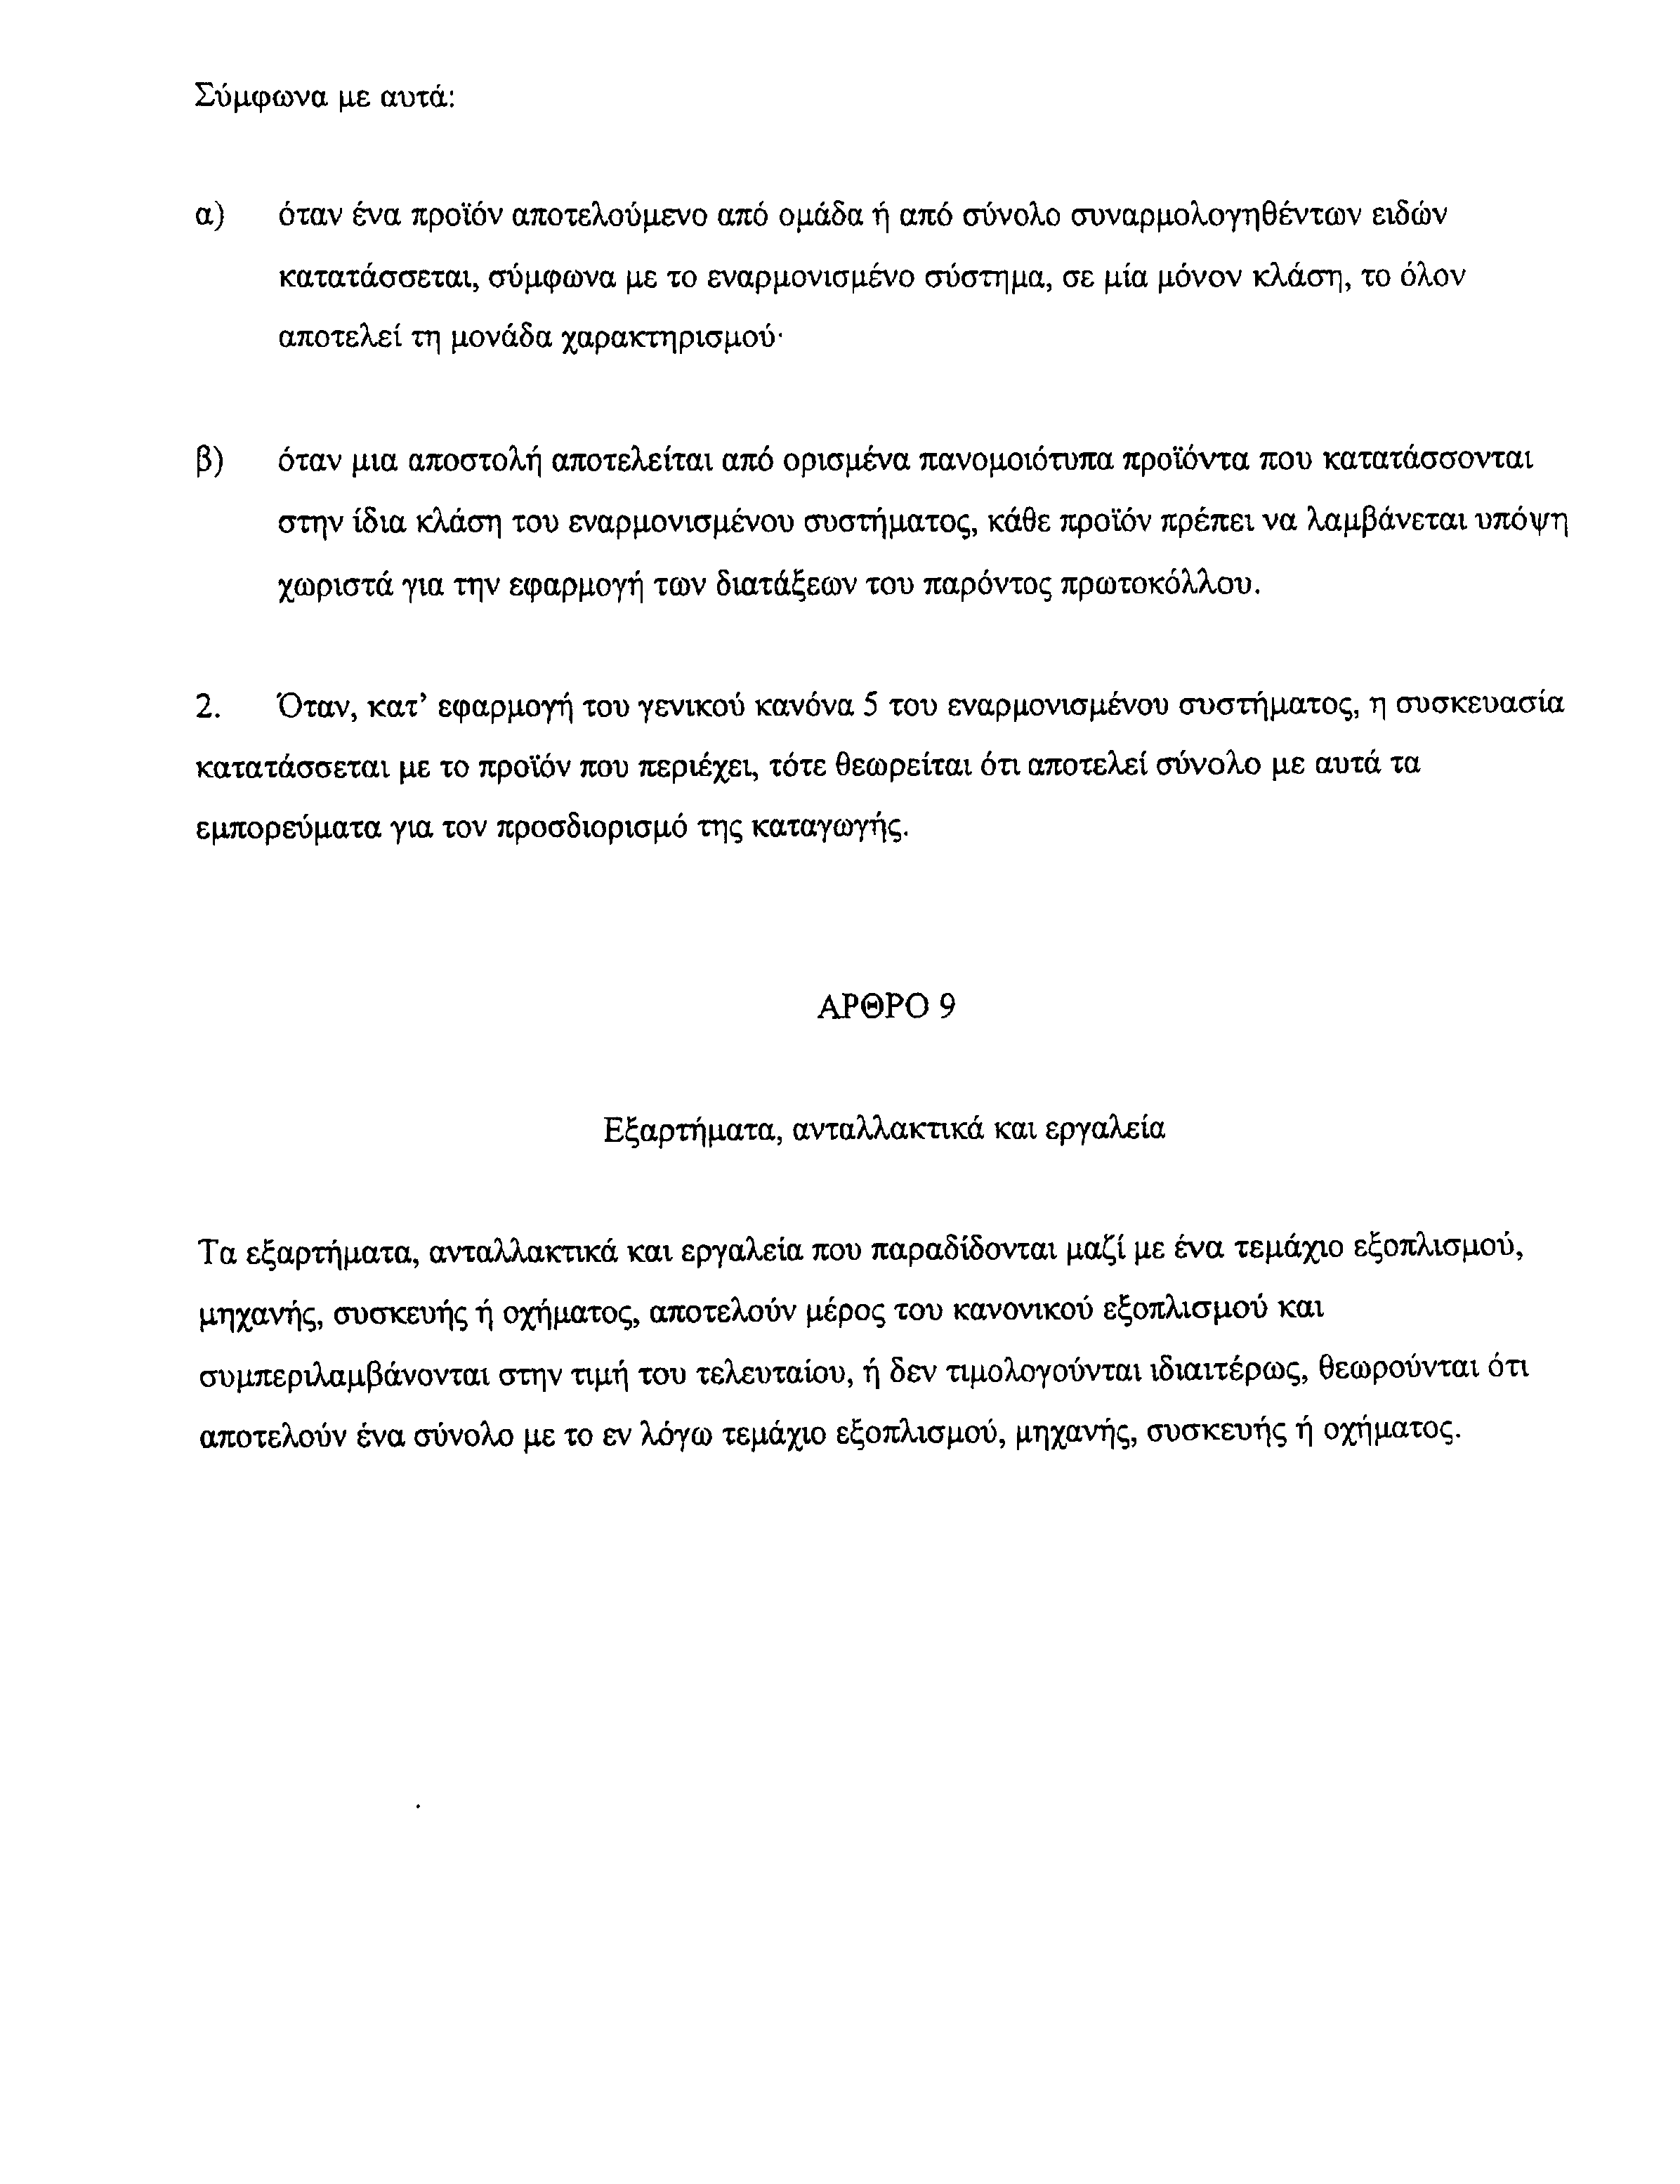 Σύμφωνα με αυτά:
α) όταν ένα προϊόν αποτελούμενο από ομάδα ή από σύνολο συναρμολογηθέντων ειδών
κατατάσσεται, σύμφωνα με το εναρμονισμένο σύστημα, σε μία μόνον κλάση, το όλον
αποτελεί τη μονάδα χαρακτηρισμού·
β) όταν μια αποστολή αποτελείται από ορισμένα πανομοιότυπα προϊόντα που κατατάσσονται
στην ίδια κλάση του εναρμονισμένου συστήματος, κάθε προϊόν πρέπει να λαμβάνεται υπόψη
χωριστά για την εφαρμογή των διατάξεων του παρόντος πρωτοκόλλου.
2. Όταν, κατ’ εφαρμογή του γενικού κανόνα 5 του εναρμονισμένου συστήματος, η συσκευασία
κατατάσσεται με το προϊόν που περιέχει, τότε θεωρείται ότι αποτελεί σύνολο με αυτά τα
εμπορεύματα για τον προσδιορισμό της καταγωγής.
ΑΡΘΡΟ 9
Εξαρτήματα, ανταλλακτικά και εργαλεία
Τα εξαρτήματα, ανταλλακτικά και εργαλεία που παραδίδονται μαζί με ένα τεμάχιο εξοπλισμού,
μηχανής, συσκευής ή οχήματος, αποτελούν μέρος του κανονικού εξοπλισμού και
συμπεριλαμβάνονται στην τιμή του τελευταίου, ή δεν τιμολογούνται ιδιαιτέρως, θεωρούνται ότι
αποτελούν ένα σύνολο με το εν λόγω τεμάχιο εξοπλισμού, μηχανής, συσκευής ή οχήματος.